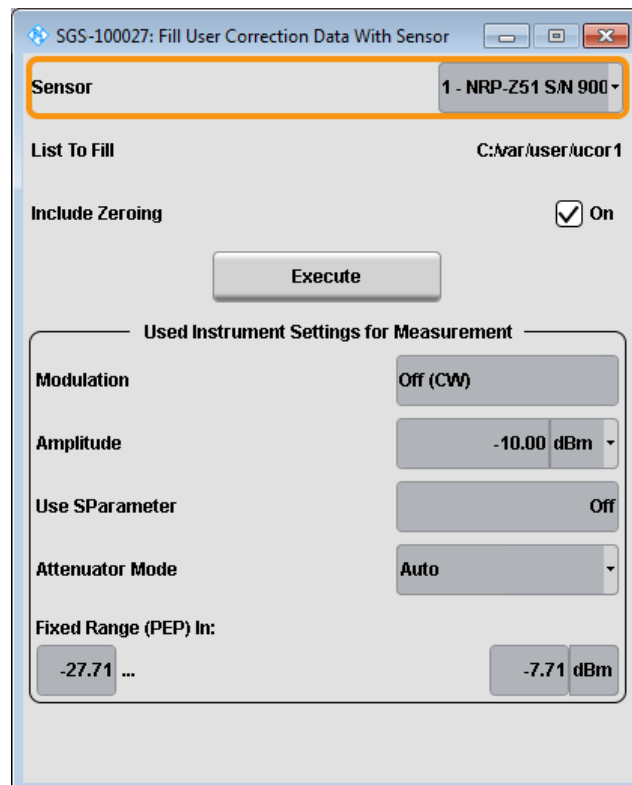 SGS-100027: Fill User Correction Data With Sensor
Sensor 1 - NRP-Z51 S/N 900
List To Fill C:/var/user/ucor1
Include Zeroing On
Execute
Used Instrument Settings for Measurement
Modulation Off (CW)
Amplitude -10.00 dBm
Use SParameter Off
Attenuator Mode Auto
Fixed Range (PEP) In:
-27.71 ... -7.71 dBm